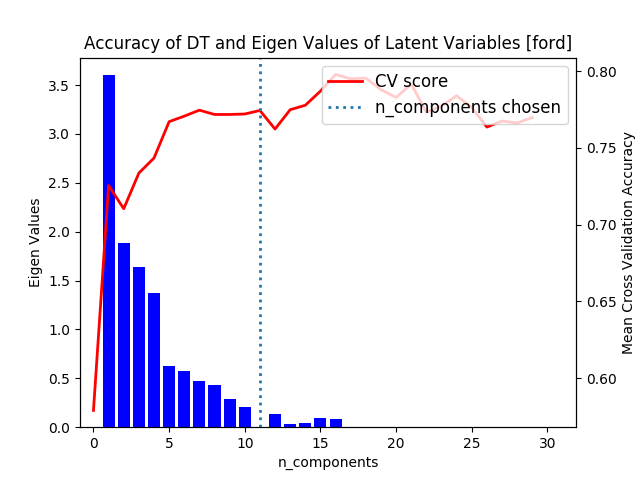 Accuracy of DT and Eigen Values of Latent Variables [ford]
CV score
n_components chosen
3.5
3.0
2.5
2.0
1.5
1.0
0.5
0.0
Eigen Values
0.80
0.75
0.70
0.65
0.60
Mean Cross Validation Accuracy
0 5 10 15 20 25 30
n_components